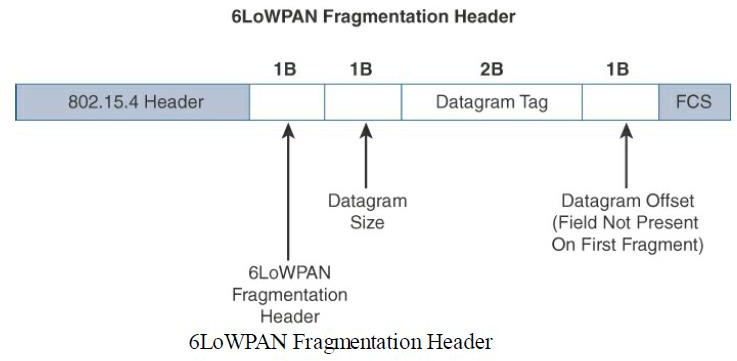 6LoWPAN Fragmentation Header
1B 1B 2B 1B
802.15.4 Header Datagram Tag FCS
Datagram
Size
Datagram Offset
(Field Not Present
On First Fragment)
6LoWPAN
Fragmentation
Header
6LoWPAN Fragmentation Header